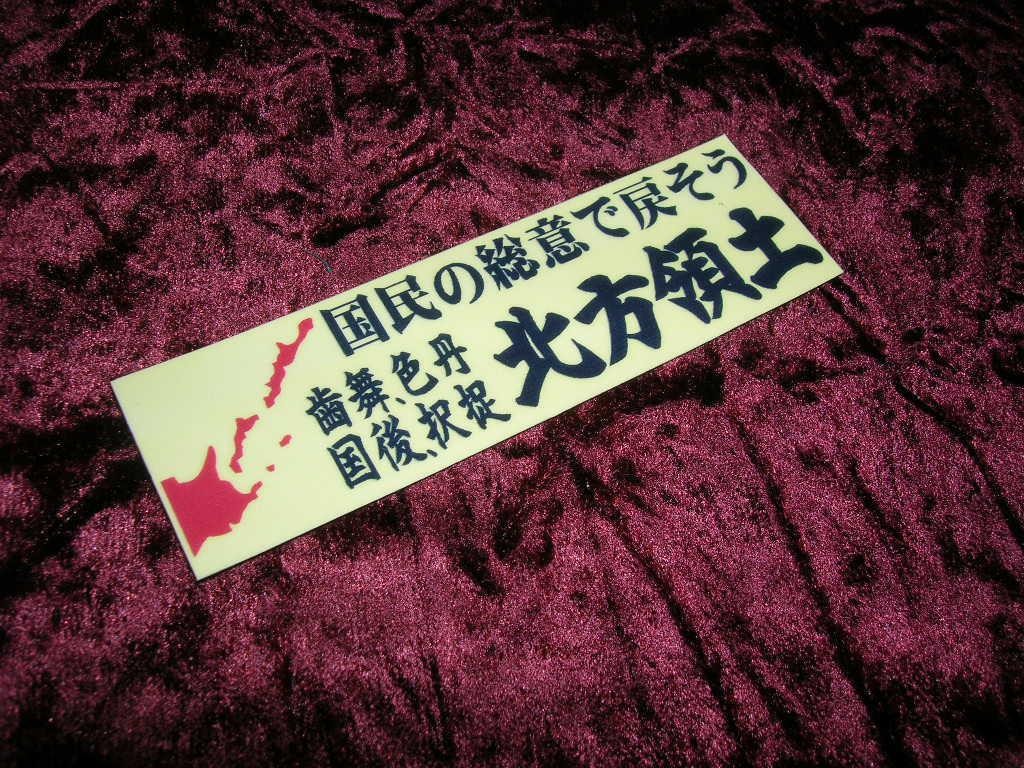 国民の総意で戻そう
歯舞、色丹
国後、択捉
北方領土